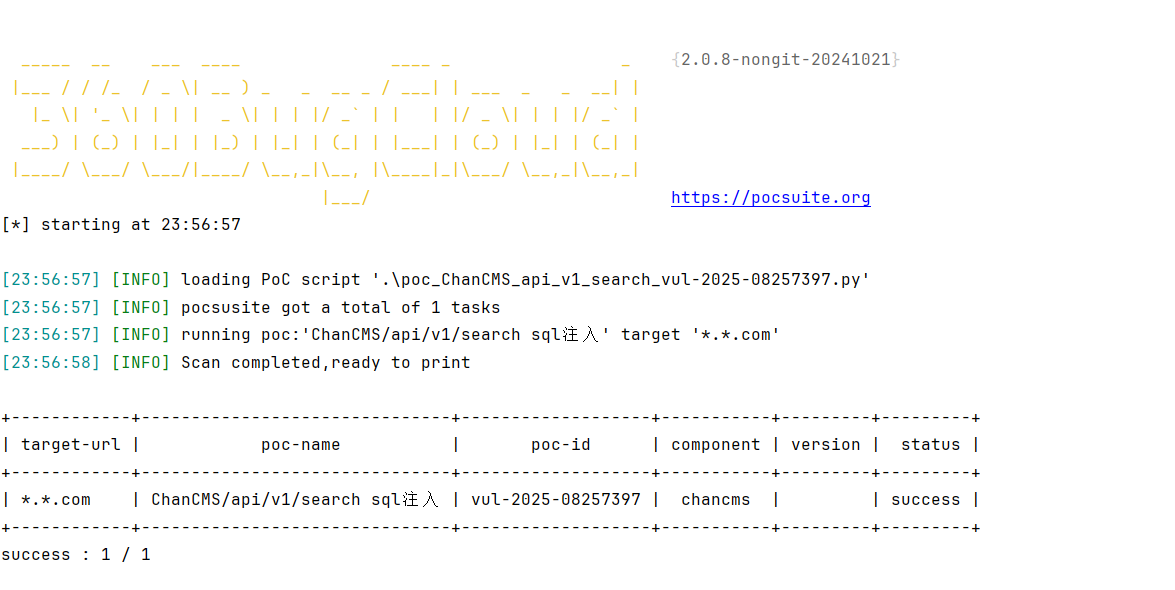 360BugCloud {2.0.8-nongit-20241021}
https://pocsuite.org
[*] starting at 23:56:57
[23:56:57] [INFO] loading PoC script '.\poc_ChanCMS_api_v1_search_vul-2025-08257397.py'
[23:56:57] [INFO] pocsusite got a total of 1 tasks
[23:56:57] [INFO] running poc:'ChanCMS/api/v1/search sql注入' target '*.*.com'
[23:56:58] [INFO] Scan completed,ready to print
+------------+-------------------------------+-------------------+-----------+---------+---------+
| target-url | poc-name | poc-id | component | version | status |
+------------+-------------------------------+-------------------+-----------+---------+---------+
| *.*.com | ChanCMS/api/v1/search sql注入 | vul-2025-08257397 | chancms | | success |
+------------+-------------------------------+-------------------+-----------+---------+---------+
success : 1 / 1